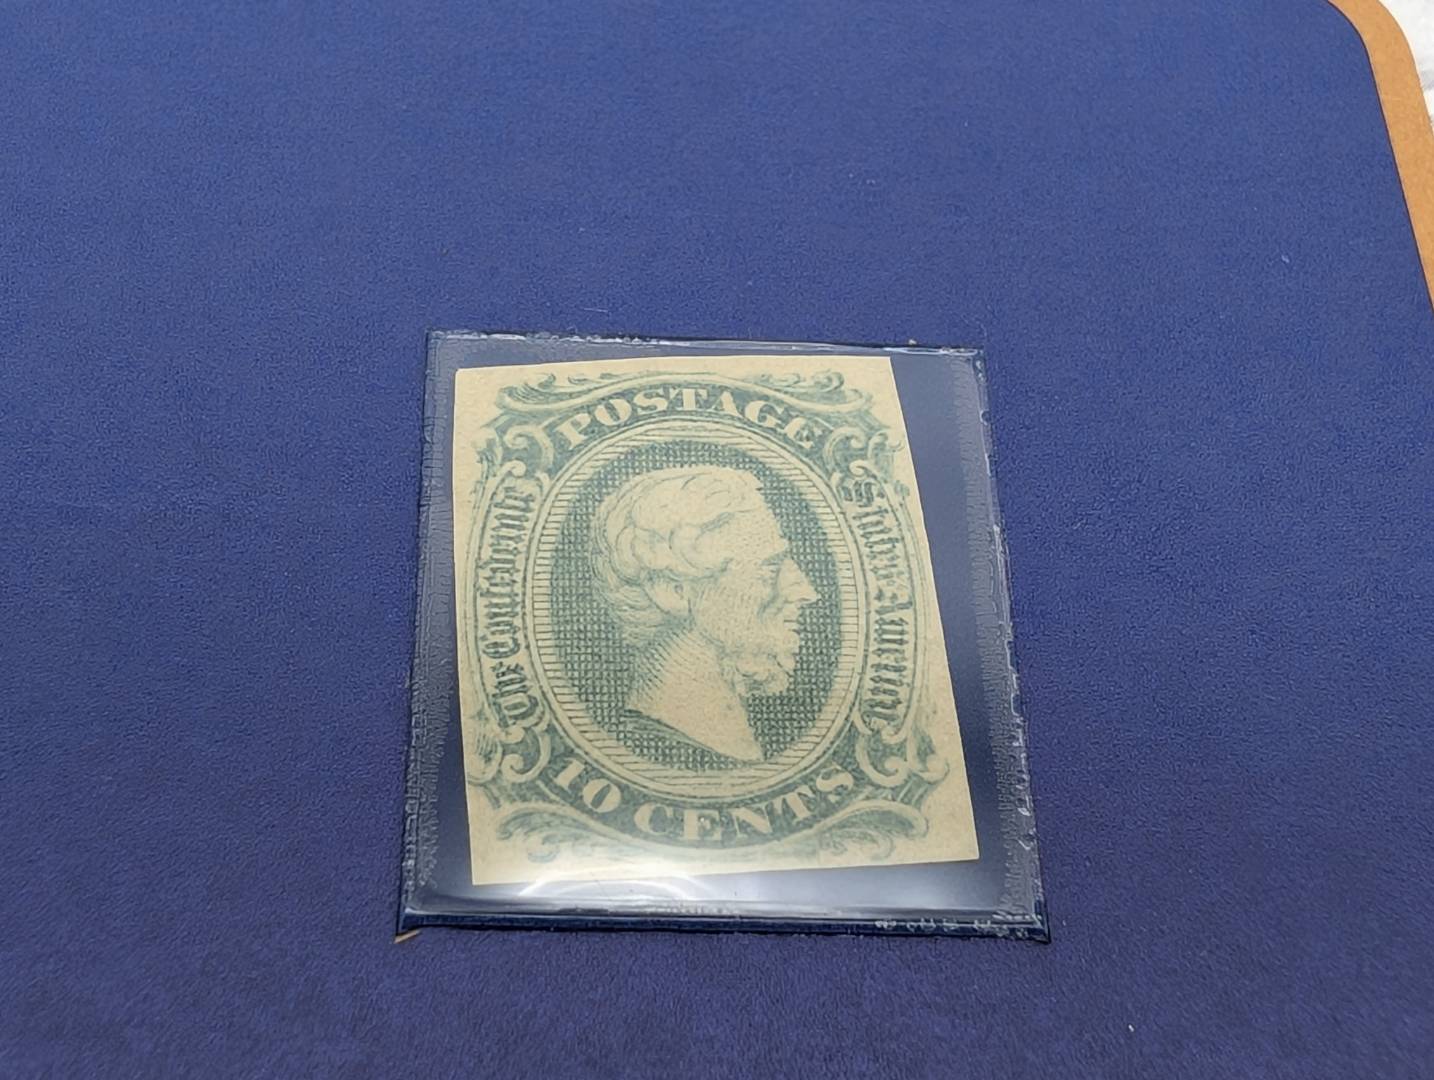 POSTAGE
The Confederate
States of America
10 CENTS